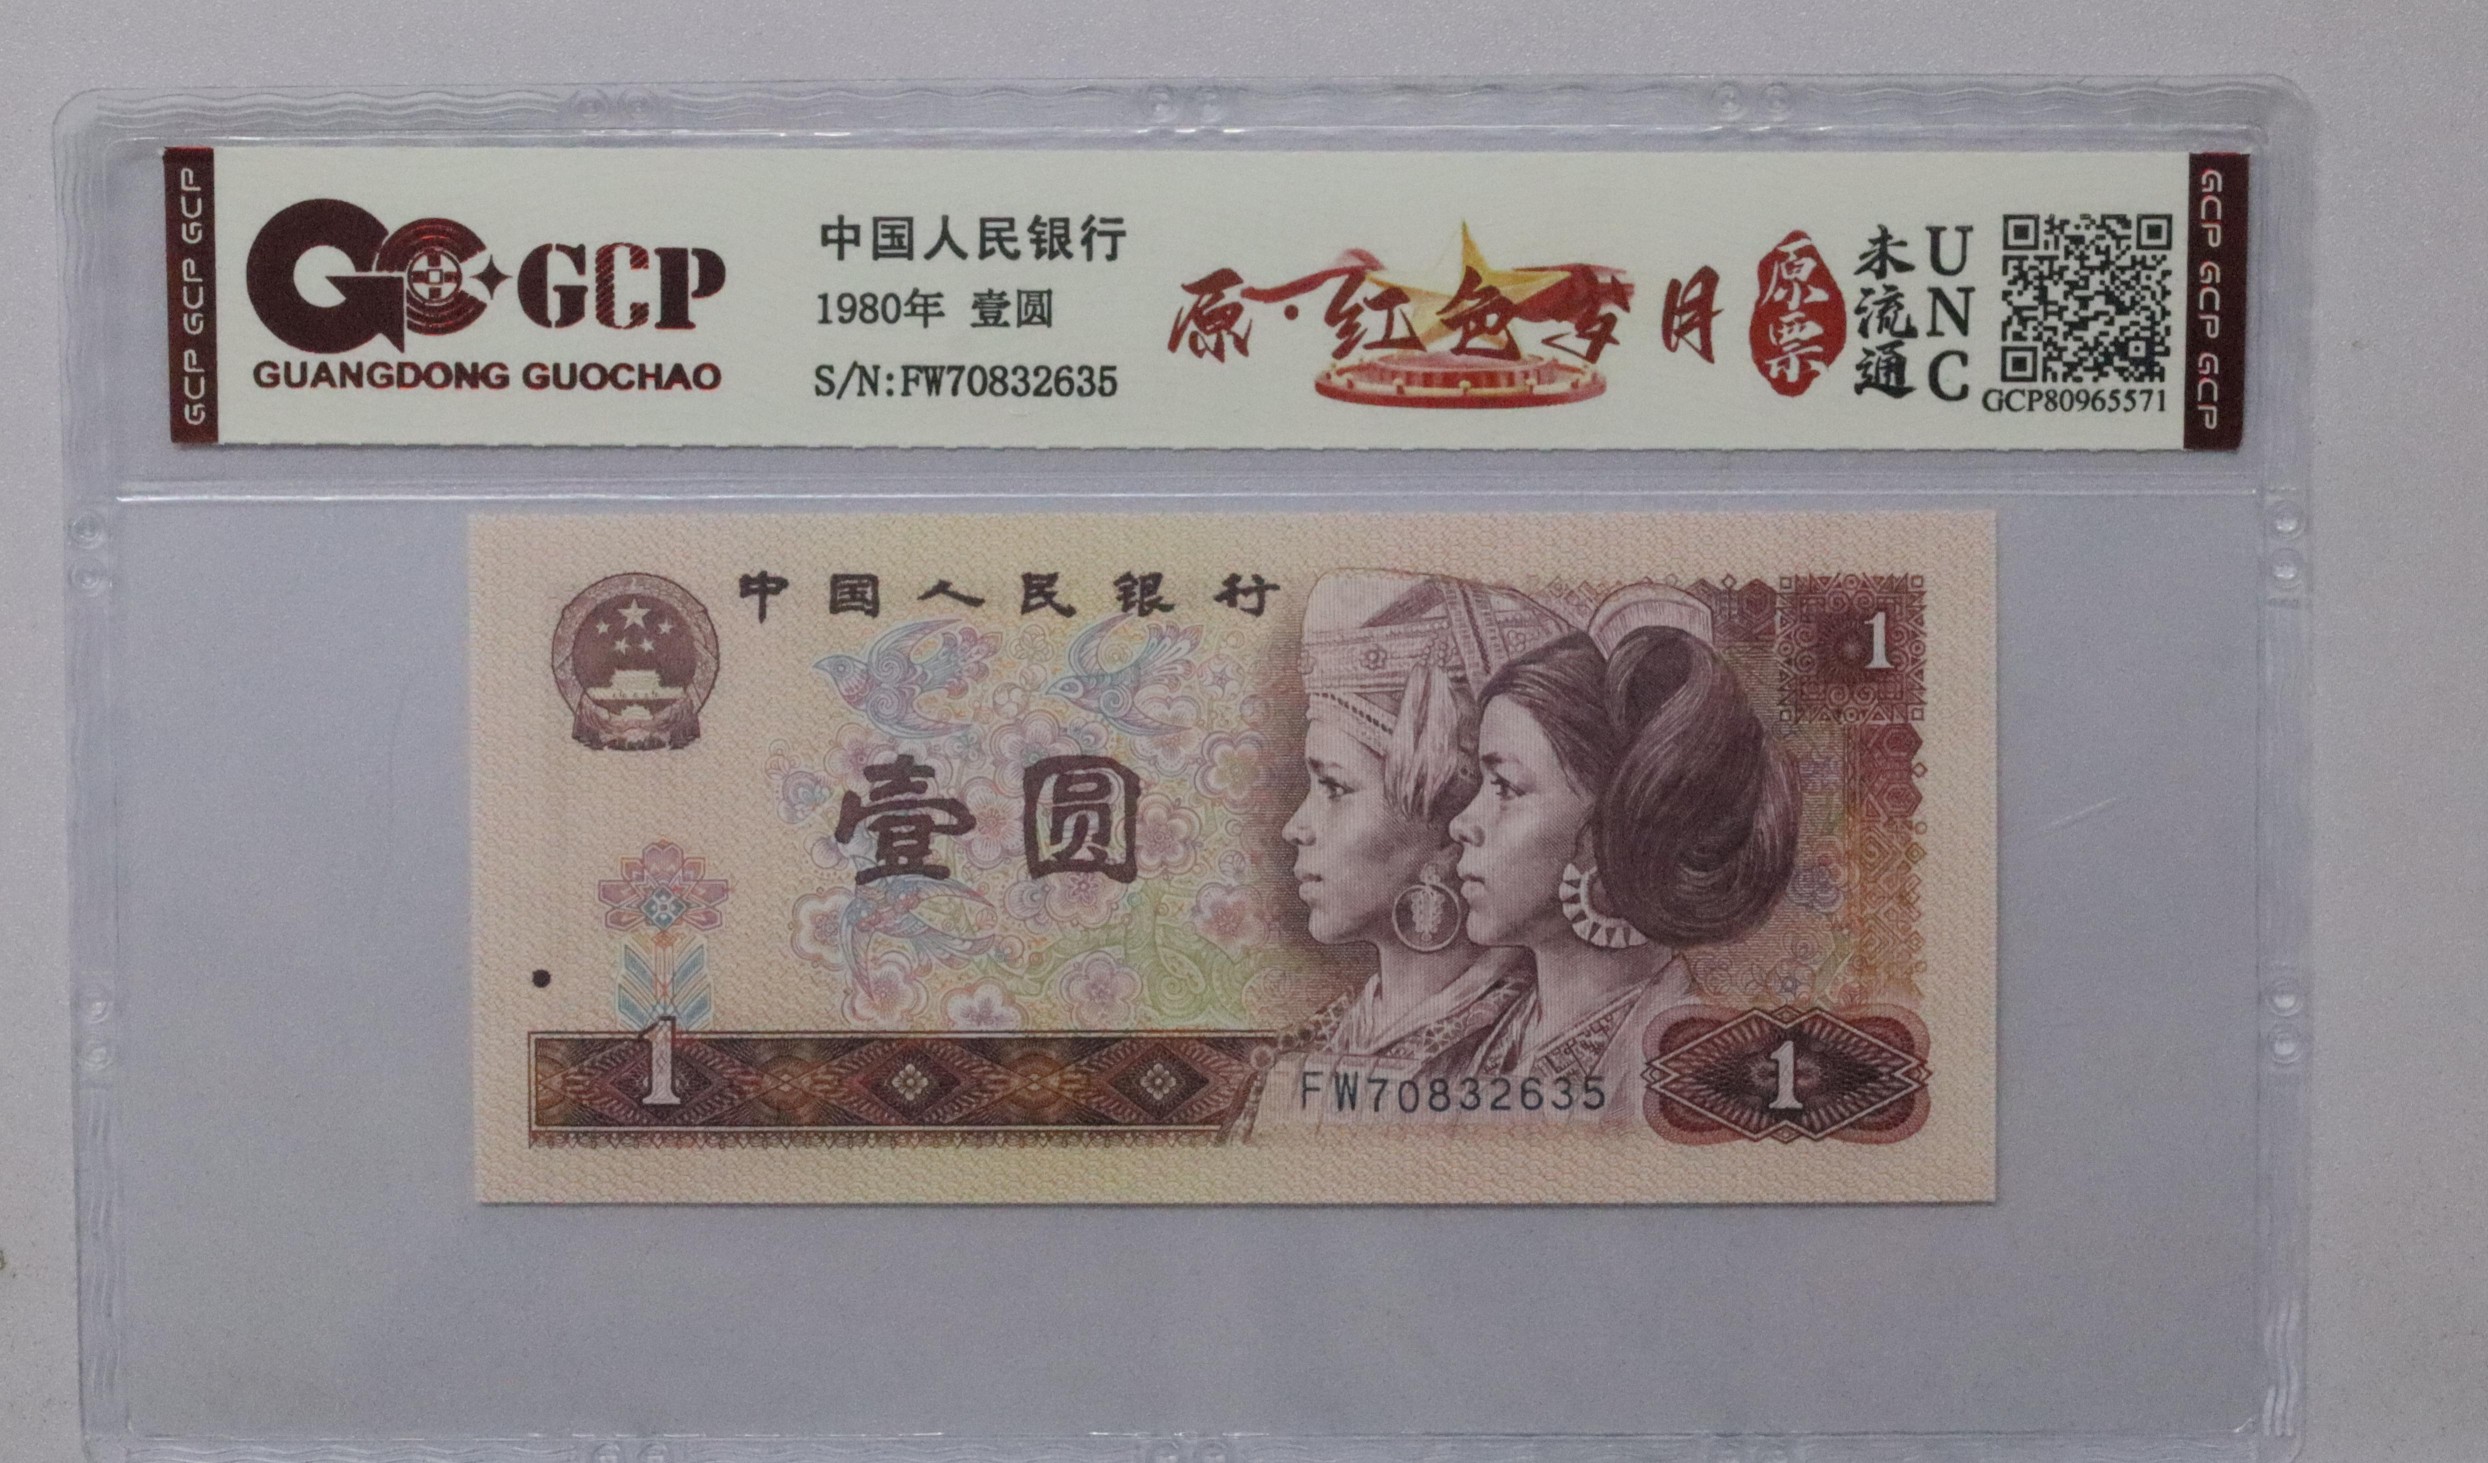 GCP GCP GCP
GCP
GUANGDONG GUOCHAO
中国人民银行
1980年 壹圆
S/N:FW70832635
原·红色岁月
原票
未流通
UNC
GCP80965571
GCP GCP GCP
中国人民银行
1
壹圆
1
FW70832635
1